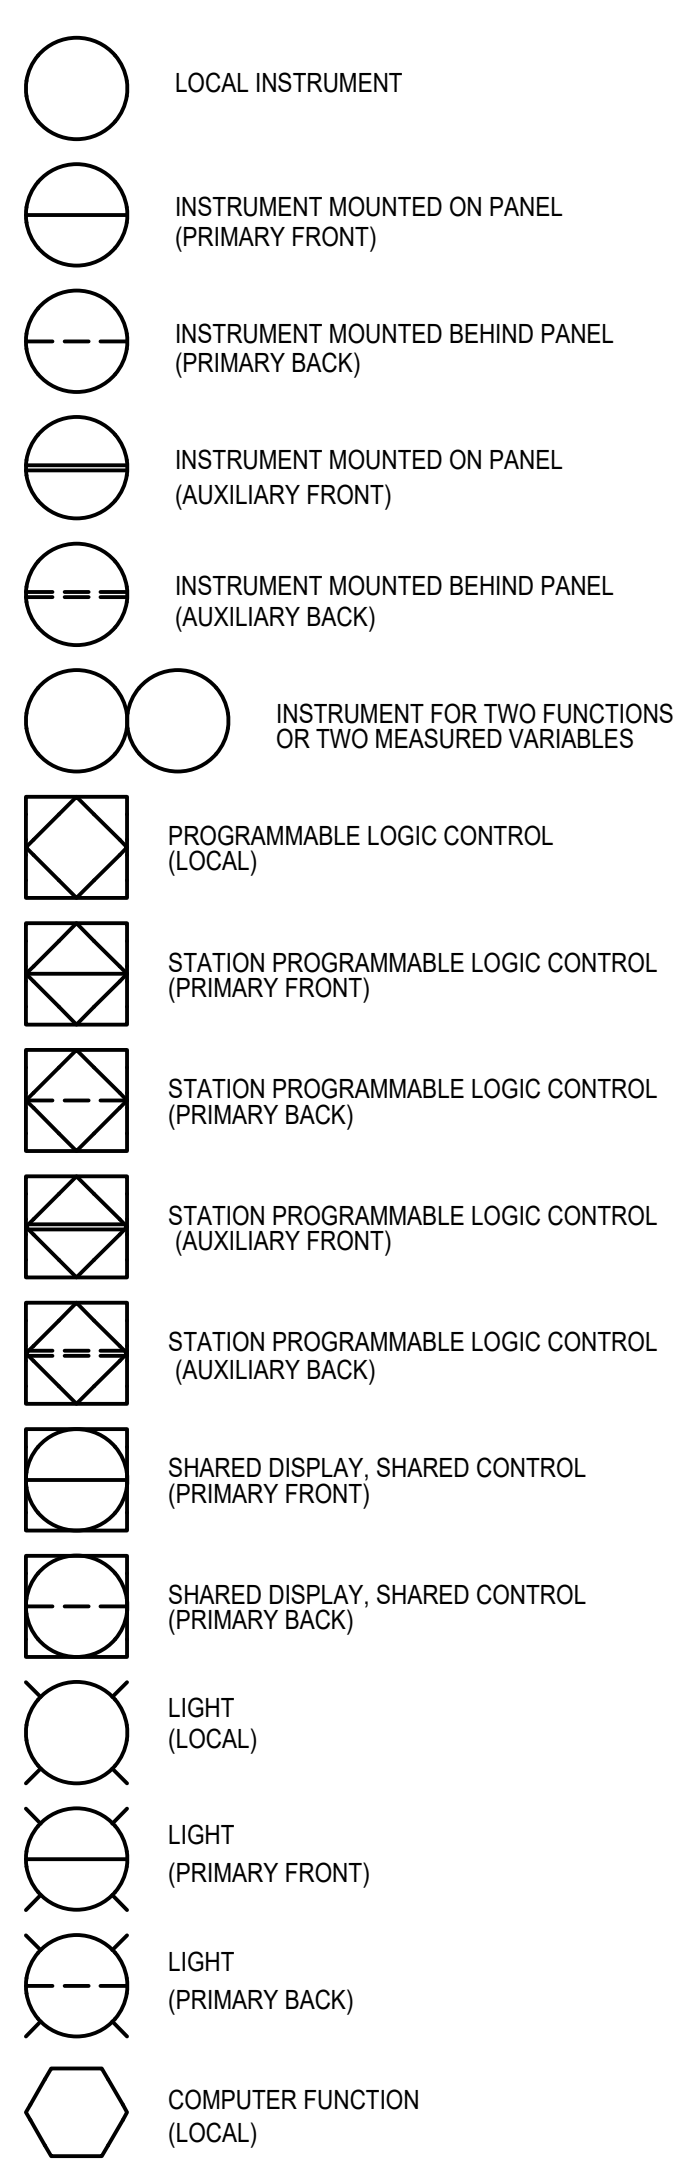 LOCAL INSTRUMENT
INSTRUMENT MOUNTED ON PANEL
(PRIMARY FRONT)
INSTRUMENT MOUNTED BEHIND PANEL
(PRIMARY BACK)
INSTRUMENT MOUNTED ON PANEL
(AUXILIARY FRONT)
INSTRUMENT MOUNTED BEHIND PANEL
(AUXILIARY BACK)
INSTRUMENT FOR TWO FUNCTIONS
OR TWO MEASURED VARIABLES
PROGRAMMABLE LOGIC CONTROL
(LOCAL)
STATION PROGRAMMABLE LOGIC CONTROL
(PRIMARY FRONT)
STATION PROGRAMMABLE LOGIC CONTROL
(PRIMARY BACK)
STATION PROGRAMMABLE LOGIC CONTROL
(AUXILIARY FRONT)
STATION PROGRAMMABLE LOGIC CONTROL
(AUXILIARY BACK)
SHARED DISPLAY, SHARED CONTROL
(PRIMARY FRONT)
SHARED DISPLAY, SHARED CONTROL
(PRIMARY BACK)
LIGHT
(LOCAL)
LIGHT
(PRIMARY FRONT)
LIGHT
(PRIMARY BACK)
COMPUTER FUNCTION
(LOCAL)